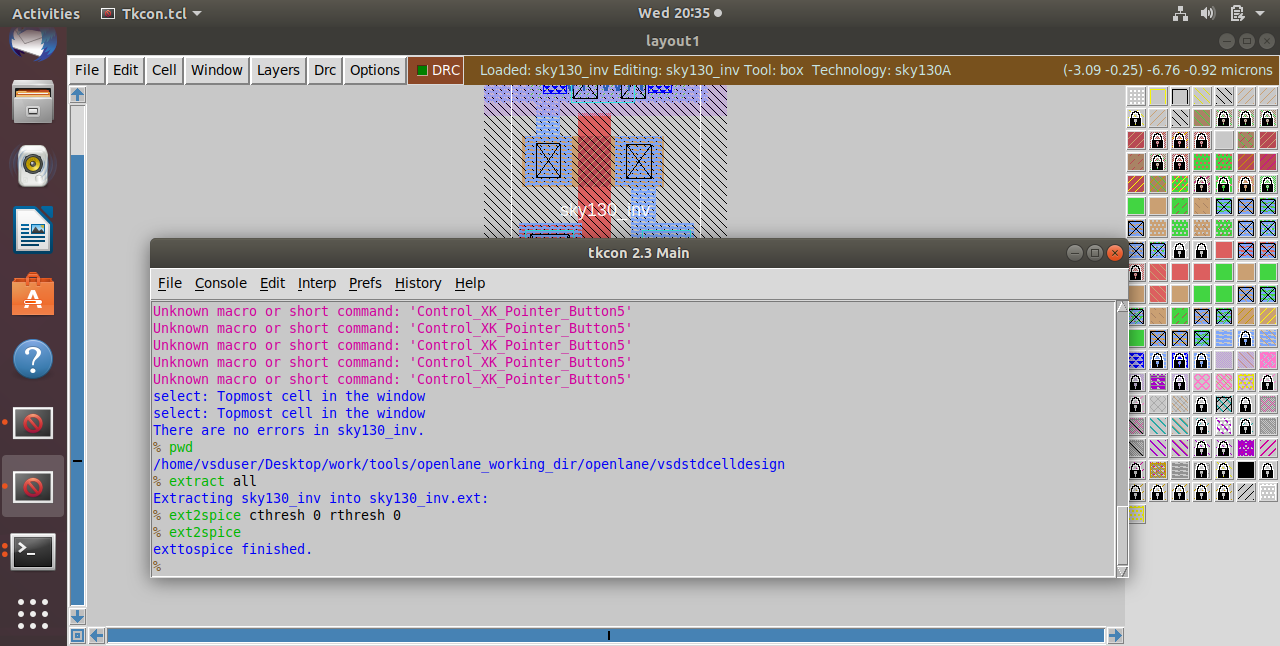 Activities
Tkcon.tcl
Wed 20:35
layout1
File Edit Cell Window Layers Drc Options DRC Loaded: sky130_inv Editing: sky130_inv Tool: box Technology: sky130A (-3.09 -0.25) -6.76 -0.92 microns
sky130_inv
tkcon 2.3 Main
File Console Edit Interp Prefs History Help
Unknown macro or short command: 'Control_XK_Pointer_Button5'
Unknown macro or short command: 'Control_XK_Pointer_Button5'
Unknown macro or short command: 'Control_XK_Pointer_Button5'
Unknown macro or short command: 'Control_XK_Pointer_Button5'
Unknown macro or short command: 'Control_XK_Pointer_Button5'
select: Topmost cell in the window
select: Topmost cell in the window
There are no errors in sky130_inv.
% pwd
/home/vsduser/Desktop/work/tools/openlane_working_dir/openlane/vsdstdcelldesign
% extract all
Extracting sky130_inv into sky130_inv.ext:
% ext2spice cthresh 0 rthresh 0
% ext2spice
exttospice finished.
%